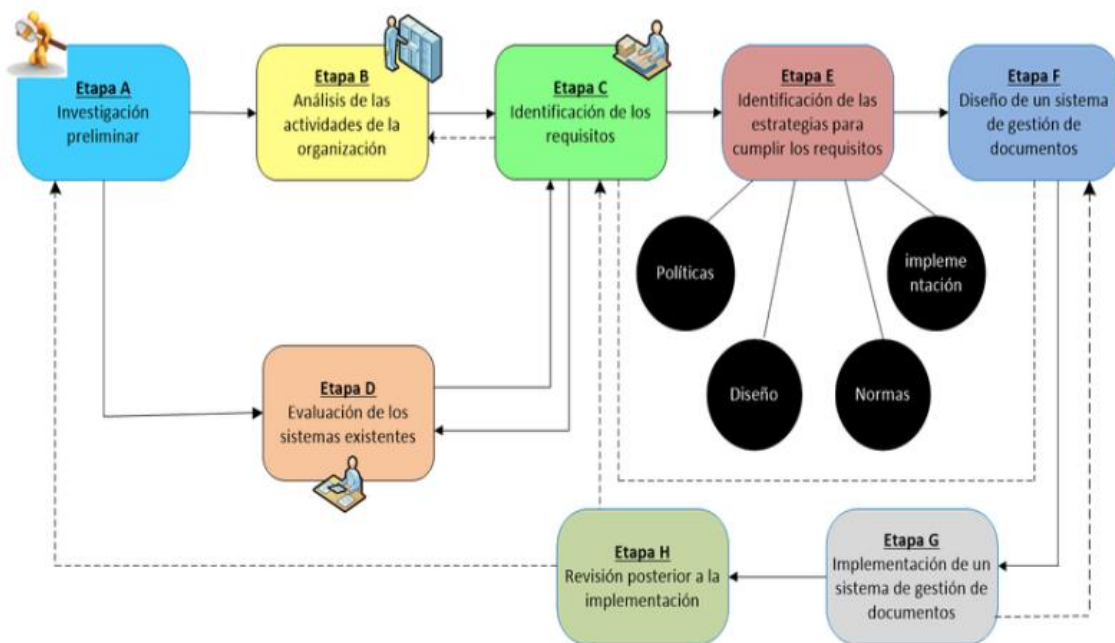 Etapa A
Investigación
preliminar
Etapa B
Análisis de las
actividades de la
organización
Etapa C
Identificación de los
requisitos
Etapa E
Identificación de las
estrategias para
cumplir los requisitos
Etapa F
Diseño de un sistema
de gestión de
documentos
Políticas
impleme
ntación
Diseño
Normas
Etapa D
Evaluación de los
sistemas existentes
Etapa H
Revisión posterior a la
implementación
Etapa G
Implementación de un
sistema de gestión de
documentos